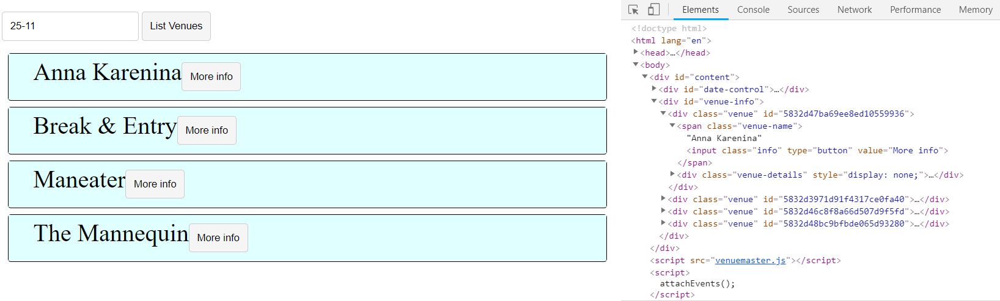 25-11 List Venues
Anna Karenina More info
Break & Entry More info
Maneater More info
The Mannequin More info
Elements Console Sources Network Performance Memory
<!doctype html>
<html lang="en">
<head>…</head>
<body>
<div id="content">
<div id="date-control">…</div>
<div id="venue-info">
<div class="venue" id="5832d47ba69ee8ed10559936">
<span class="venue-name">
"Anna Karenina"
<input class="info" type="button" value="More info">
</span>
<div class="venue-details" style="display: none;">…</div>
</div>
<div class="venue" id="5832d3971d91f4317ce0fa40">…</div>
<div class="venue" id="5832d46c8f8a66d507d9f5fd">…</div>
<div class="venue" id="5832d48bc9bfbde065d93280">…</div>
</div>
</div>
<script src="venuemaster.js"></script>
<script>
attachEvents();
</script>